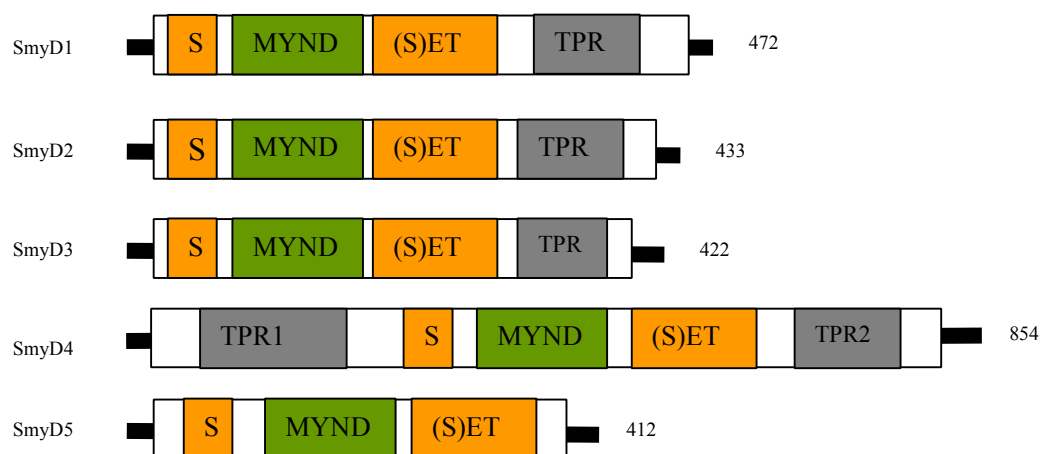 SmyD1 S MYND (S)ET TPR 472
SmyD2 S MYND (S)ET TPR 433
SmyD3 S MYND (S)ET TPR 422
SmyD4 TPR1 S MYND (S)ET TPR2 854
SmyD5 S MYND (S)ET 412